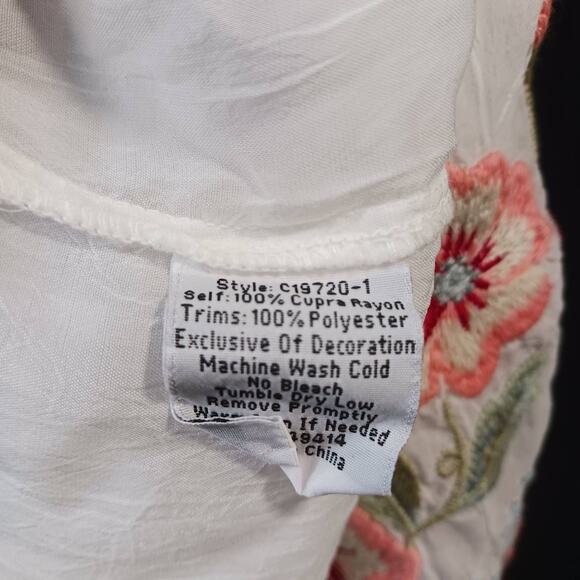 Style: C19720-1
Self: 100% Cupra Rayon
Trims: 100% Polyester
Exclusive Of Decoration
Machine Wash Cold
No Bleach
Tumble Dry Low
Remove Promptly
If Needed
49414
China